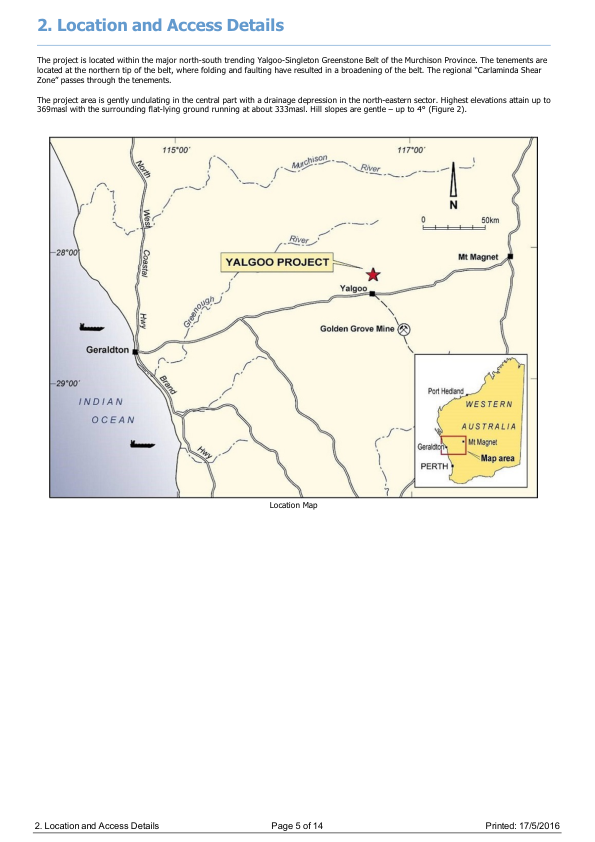 2. Location and Access Details
The project is located within the major north-south trending Yalgoo-Singleton Greenstone Belt of the Murchison Province. The tenements are
located at the northern tip of the belt, where folding and faulting have resulted in a broadening of the belt. The regional “Carlaminda Shear
Zone” passes through the tenements.
The project area is gently undulating in the central part with a drainage depression in the north-eastern sector. Highest elevations attain up to
369masl with the surrounding flat-lying ground running at about 333masl. Hill slopes are gentle – up to 4° (Figure 2).
115°00'
117°00'
North
West
Coastal
Hwy
Murchison
River
N
0
50km
River
Greenough
28°00'
YALGOO PROJECT
Mt Magnet
Yalgoo
Golden Grove Mine
Geraldton
29°00'
Brand
Hwy
INDIAN
OCEAN
Port Hedland
WESTERN
AUSTRALIA
Geraldton
Mt Magnet
Map area
PERTH
Location Map
2. Location and Access Details
Page 5 of 14
Printed: 17/5/2016